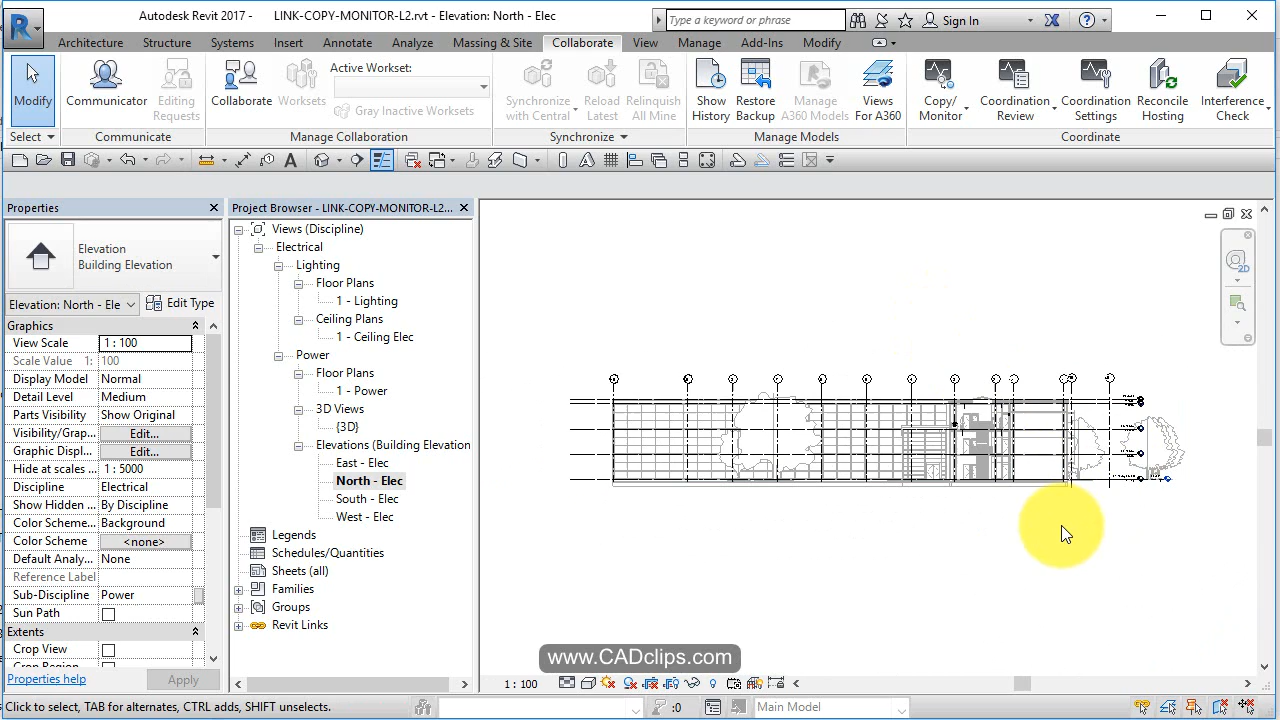 Autodesk Revit 2017 - LINK-COPY-MONITOR-L2.rvt - Elevation: North - Elec
Type a keyword or phrase
Sign In
Architecture Structure Systems Insert Annotate Analyze Massing & Site Collaborate View Manage Add-Ins Modify
Modify
Communicator
Editing Requests
Collaborate
Worksets
Active Workset:
Gray Inactive Worksets
Synchronize with Central
Reload Latest
Relinquish All Mine
Show History
Restore Backup
Manage A360 Models
Views For A360
Copy/ Monitor
Coordination Review
Coordination Settings
Reconcile Hosting
Interference Check
Select Communicate Manage Collaboration Synchronize Manage Models Coordinate
Properties
Elevation
Building Elevation
Elevation: North - Ele
Edit Type
Graphics
View Scale 1 : 100
Scale Value 1: 100
Display Model Normal
Detail Level Medium
Parts Visibility Show Original
Visibility/Grap... Edit...
Graphic Displ... Edit...
Hide at scales ... 1 : 5000
Discipline Electrical
Show Hidden ... By Discipline
Color Scheme... Background
Color Scheme <none>
Default Analy... None
Reference Label
Sub-Discipline Power
Sun Path
Extents
Crop View
Crop Region
Properties help
Apply
Project Browser - LINK-COPY-MONITOR-L2...
Views (Discipline)
Electrical
Lighting
Floor Plans
1 - Lighting
Ceiling Plans
1 - Ceiling Elec
Power
Floor Plans
1 - Power
3D Views
{3D}
Elevations (Building Elevation
East - Elec
North - Elec
South - Elec
West - Elec
Legends
Schedules/Quantities
Sheets (all)
Families
Groups
Revit Links
2D
www.CADclips.com
1 : 100
Click to select, TAB for alternates, CTRL adds, SHIFT unselects.
:0
Main Model